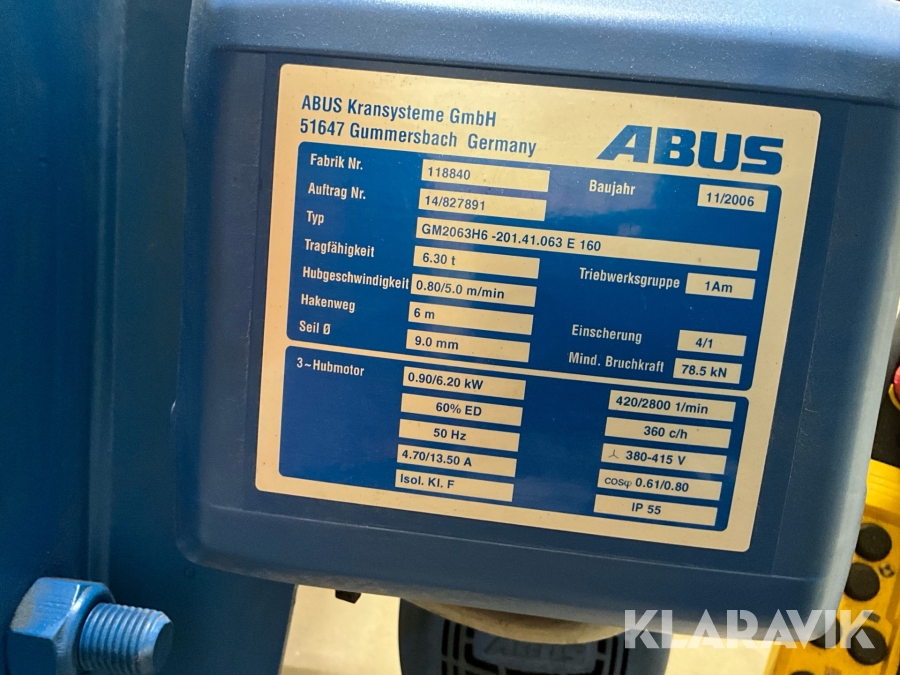 ABUS Kransysteme GmbH
51647 Gummersbach Germany
ABUS
Fabrik Nr. 118840 Baujahr 11/2006
Auftrag Nr. 14/827891
Typ GM2063H6 -201.41.063 E 160
Tragfähigkeit 6.30 t Triebwerksgruppe 1Am
Hubgeschwindigkeit 0.80/5.0 m/min
Hakenweg 6 m Einscherung 4/1
Seil Ø 9.0 mm Mind. Bruchkraft 78.5 kN
3~Hubmotor 0.90/6.20 kW 420/2800 1/min
60% ED 360 c/h
50 Hz ⅄ 380-415 V
4.70/13.50 A cosφ 0.61/0.80
Isol. Kl. F IP 55
ABUS
KLARAVIK